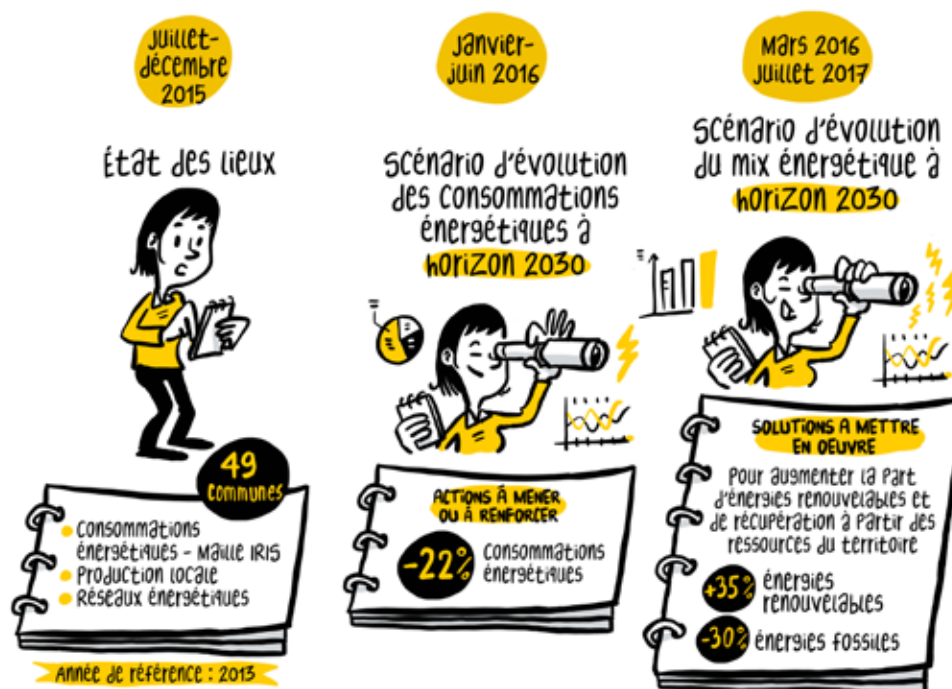 Juillet-
décembre
2015
État des lieux
49
communes
Consommations
énergétiques - Maille IRIS
Production locale
Réseaux énergétiques
Année de référence : 2013
Janvier-
juin 2016
Scénario d'évolution
des consommations
énergétiques à
horizon 2030
ACTIONS À MENER
OU À RENFORCER
-22%
Consommations
énergétiques
Mars 2016
Juillet 2017
Scénario d'évolution
du mix énergétique à
horizon 2030
SOLUTIONS A METTRE
EN OEUVRE
Pour augmenter la part
d'énergies renouvelables et
de récupération à partir des
ressources du territoire
+35%
énergies
renouvelables
-30%
énergies fossiles